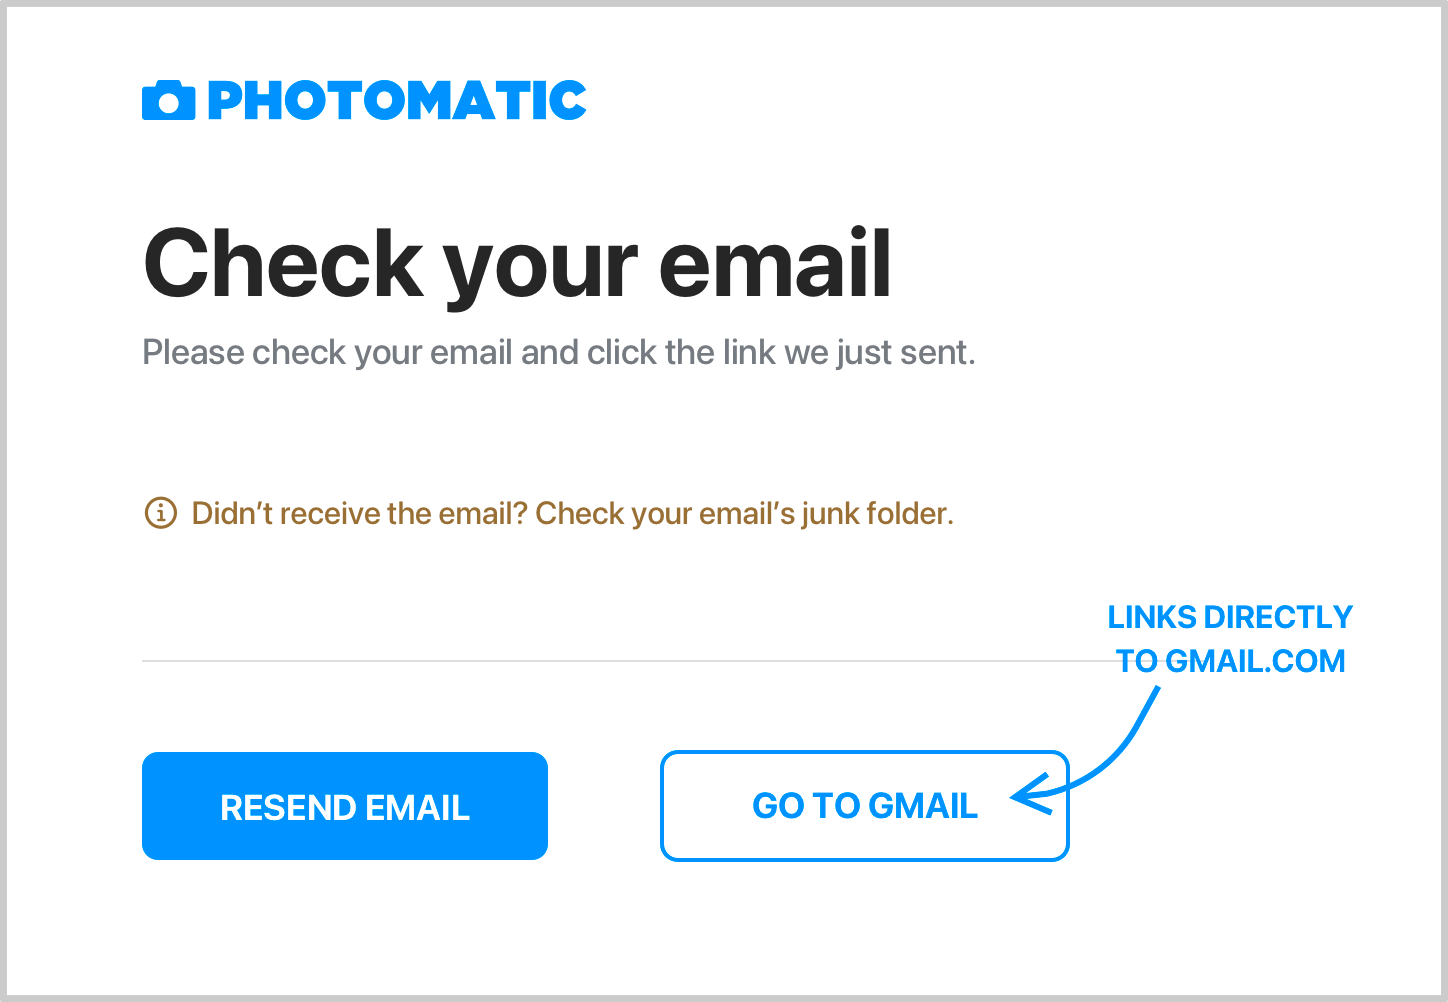 PHOTOMATIC
Check your email
Please check your email and click the link we just sent.
Didn’t receive the email? Check your email’s junk folder.
LINKS DIRECTLY
TO GMAIL.COM
RESEND EMAIL
GO TO GMAIL